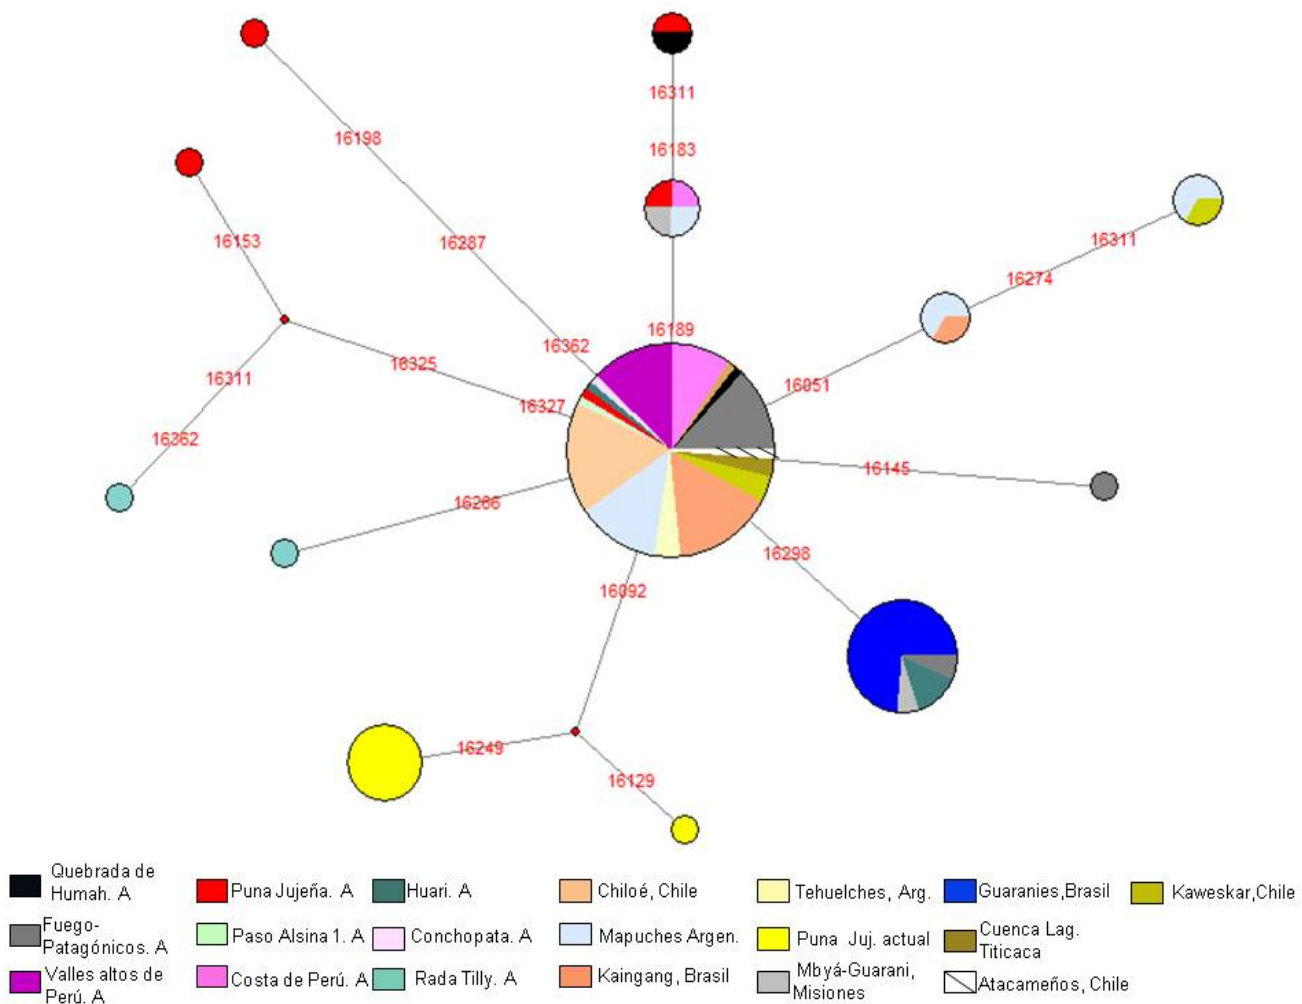 16311
16198
16183
16153
16287
16311
16274
16189
16362
16325
16311
16051
16327
16362
16145
16266
16298
16092
16249
16129
Quebrada de
Humah. A
Puna Jujeña. A
Huari. A
Chiloé, Chile
Tehuelches, Arg.
Guaranies,Brasil
Kaweskar,Chile
Fuego-
Patagónicos. A
Paso Alsina 1. A
Conchopata. A
Mapuches Argen.
Puna Juj. actual
Cuenca Lag.
Titicaca
Valles altos de
Perú. A
Costa de Perú. A
Rada Tilly. A
Kaingang, Brasil
Mbyá-Guarani,
Misiones
Atacameños, Chile